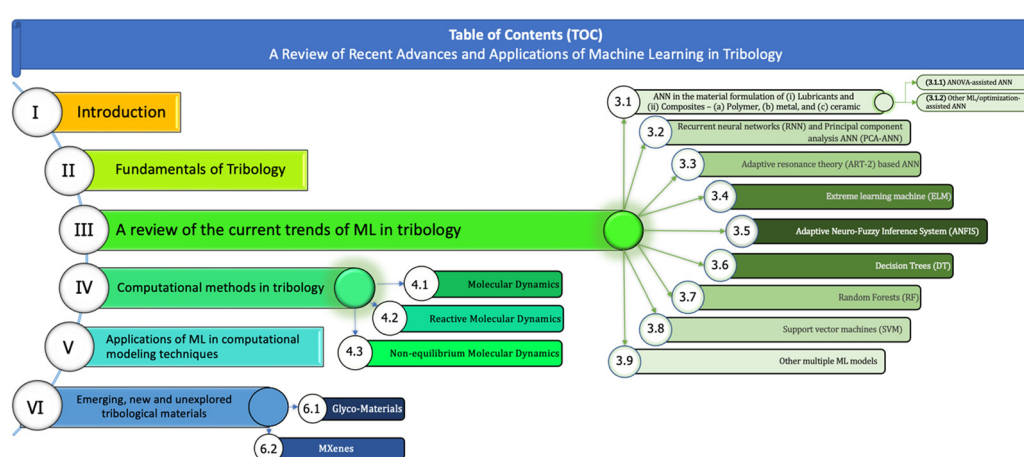 Table of Contents (TOC)
A Review of Recent Advances and Applications of Machine Learning in Tribology
I
Introduction
II
Fundamentals of Tribology
III
A review of the current trends of ML in tribology
3.1
ANN in the material formulation of (i) Lubricants and
(ii) Composites – (a) Polymer, (b) metal, and (c) ceramic
(3.1.1) ANOVA-assisted ANN
(3.1.2) Other ML/optimization-
assisted ANN
3.2
Recurrent neural networks (RNN) and Principal component
analysis ANN (PCA-ANN)
3.3
Adaptive resonance theory (ART-2) based ANN
3.4
Extreme learning machine (ELM)
3.5
Adaptive Neuro-Fuzzy Inference System (ANFIS)
3.6
Decision Trees (DT)
3.7
Random Forests (RF)
3.8
Support vector machines (SVM)
3.9
Other multiple ML models
IV
Computational methods in tribology
4.1
Molecular Dynamics
4.2
Reactive Molecular Dynamics
4.3
Non-equilibrium Molecular Dynamics
V
Applications of ML in computational
modeling techniques
VI
Emerging, new and unexplored
tribological materials
6.1
Glyco-Materials
6.2
MXenes